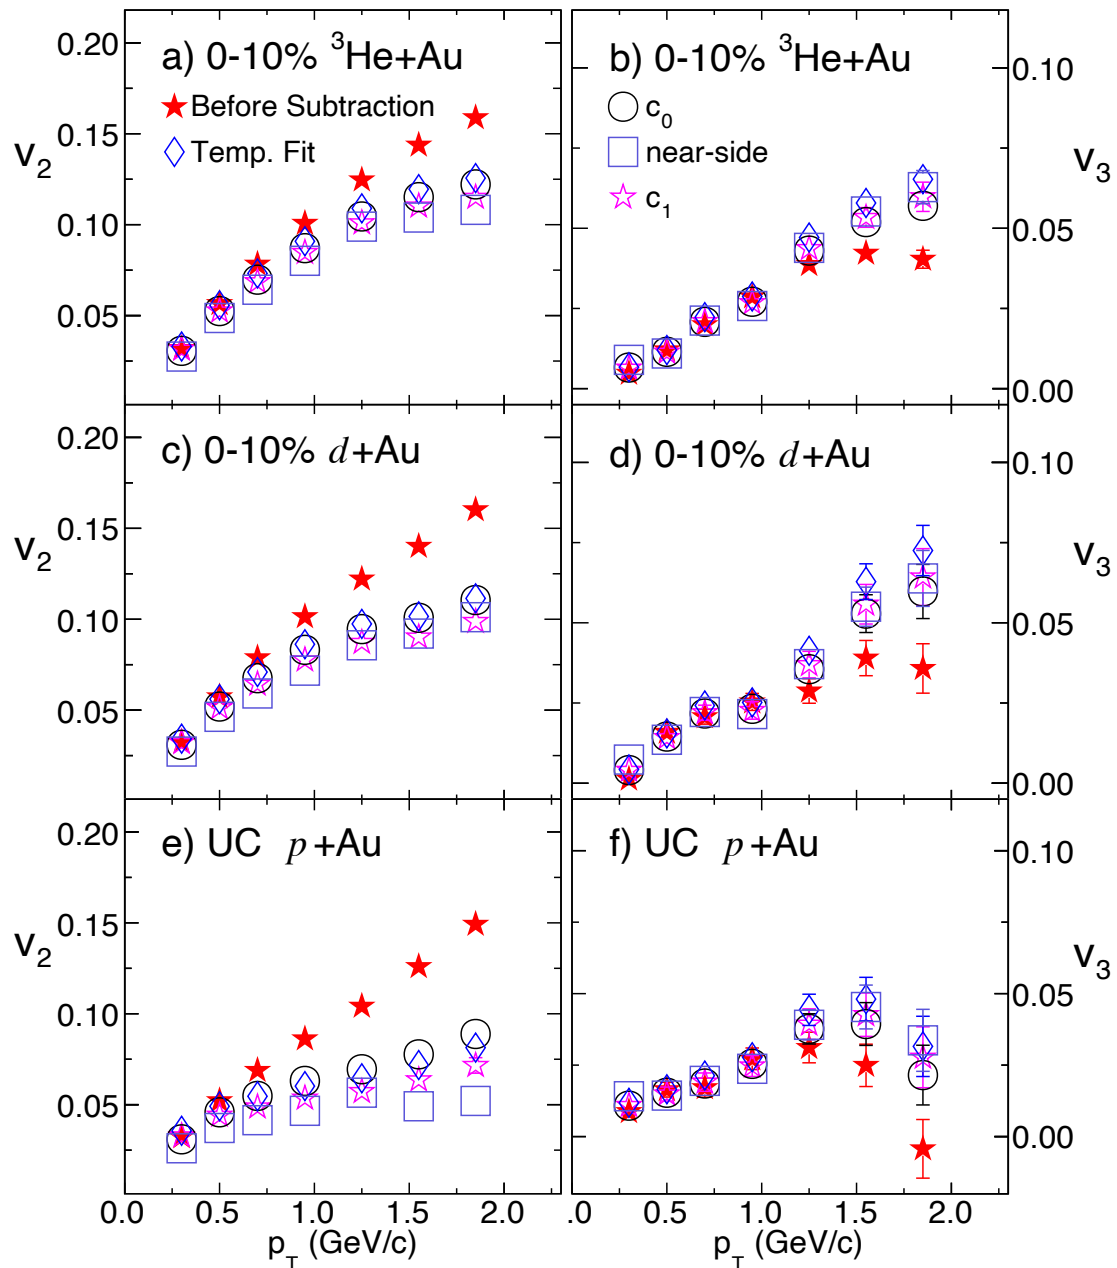 a) 0-10% ³He+Au
Before Subtraction
Temp. Fit
0.20
0.15
0.10
0.05
v₂
b) 0-10% ³He+Au
c₀
near-side
c₁
0.10
0.05
0.00
v₃
c) 0-10% d+Au
0.20
0.15
0.10
0.05
v₂
d) 0-10% d+Au
0.10
0.05
0.00
v₃
e) UC p+Au
0.20
0.15
0.10
0.05
v₂
f) UC p+Au
0.10
0.05
0.00
v₃
0.0 0.5 1.0 1.5 2.0
p_T (GeV/c)
.0 0.5 1.0 1.5 2.0
p_T (GeV/c)